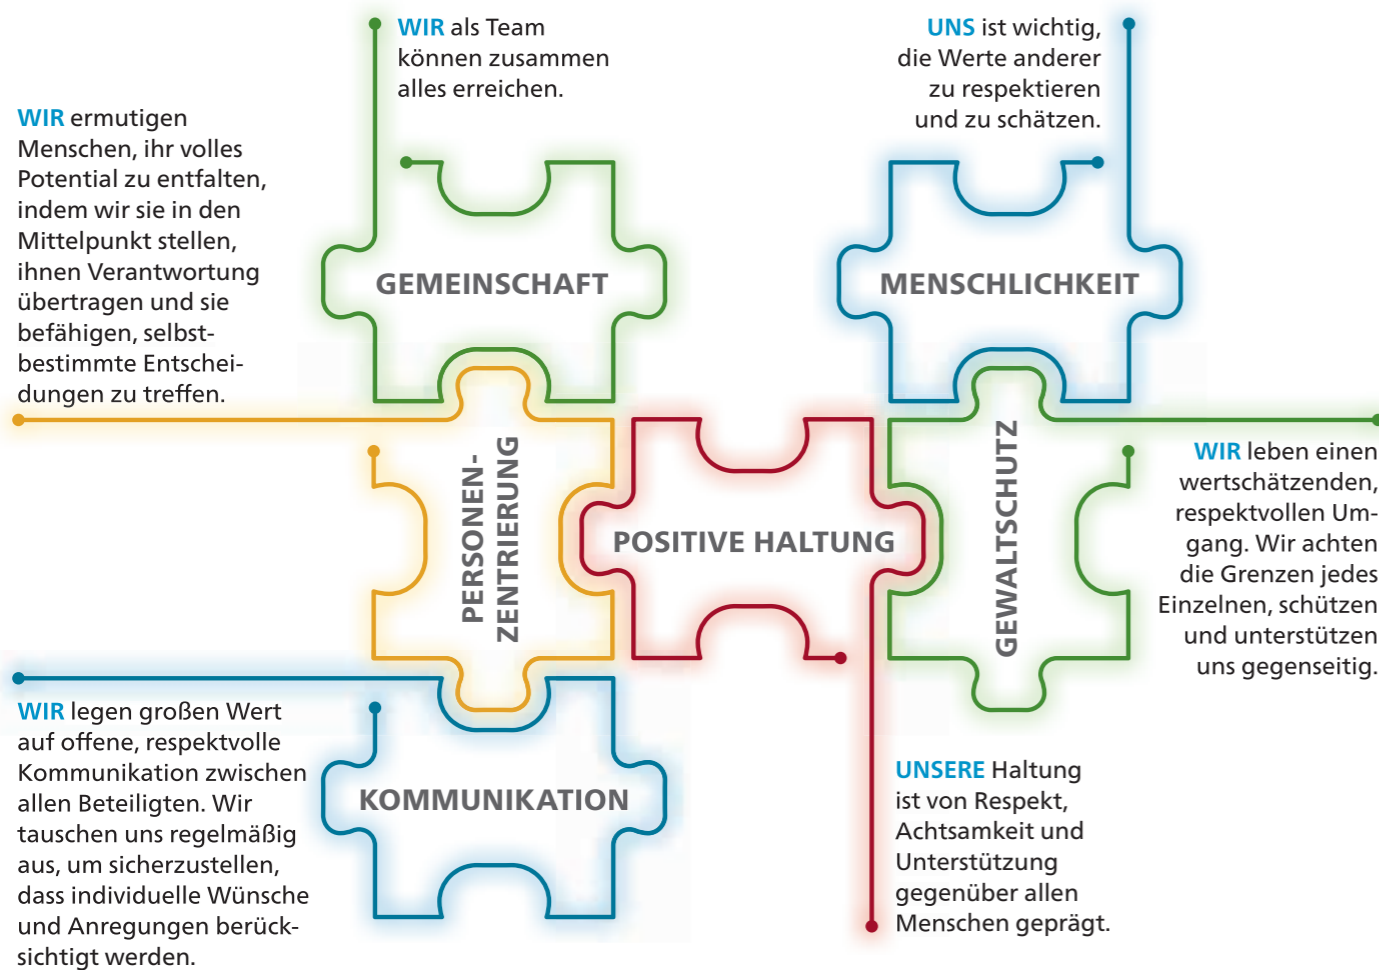 WIR als Team
können zusammen
alles erreichen.
UNS ist wichtig,
die Werte anderer
zu respektieren
und zu schätzen.
WIR ermutigen
Menschen, ihr volles
Potential zu entfalten,
indem wir sie in den
Mittelpunkt stellen,
ihnen Verantwortung
übertragen und sie
befähigen, selbst-
bestimmte Entschei-
dungen zu treffen.
GEMEINSCHAFT
MENSCHLICHKEIT
PERSONEN-
ZENTRIERUNG
POSITIVE HALTUNG
GEWALTSCHUTZ
WIR leben einen
wertschätzenden,
respektvollen Um-
gang. Wir achten
die Grenzen jedes
Einzelnen, schützen
und unterstützen
uns gegenseitig.
WIR legen großen Wert
auf offene, respektvolle
Kommunikation zwischen
allen Beteiligten. Wir
tauschen uns regelmäßig
aus, um sicherzustellen,
dass individuelle Wünsche
und Anregungen berück-
sichtigt werden.
KOMMUNIKATION
UNSERE Haltung
ist von Respekt,
Achtsamkeit und
Unterstützung
gegenüber allen
Menschen geprägt.